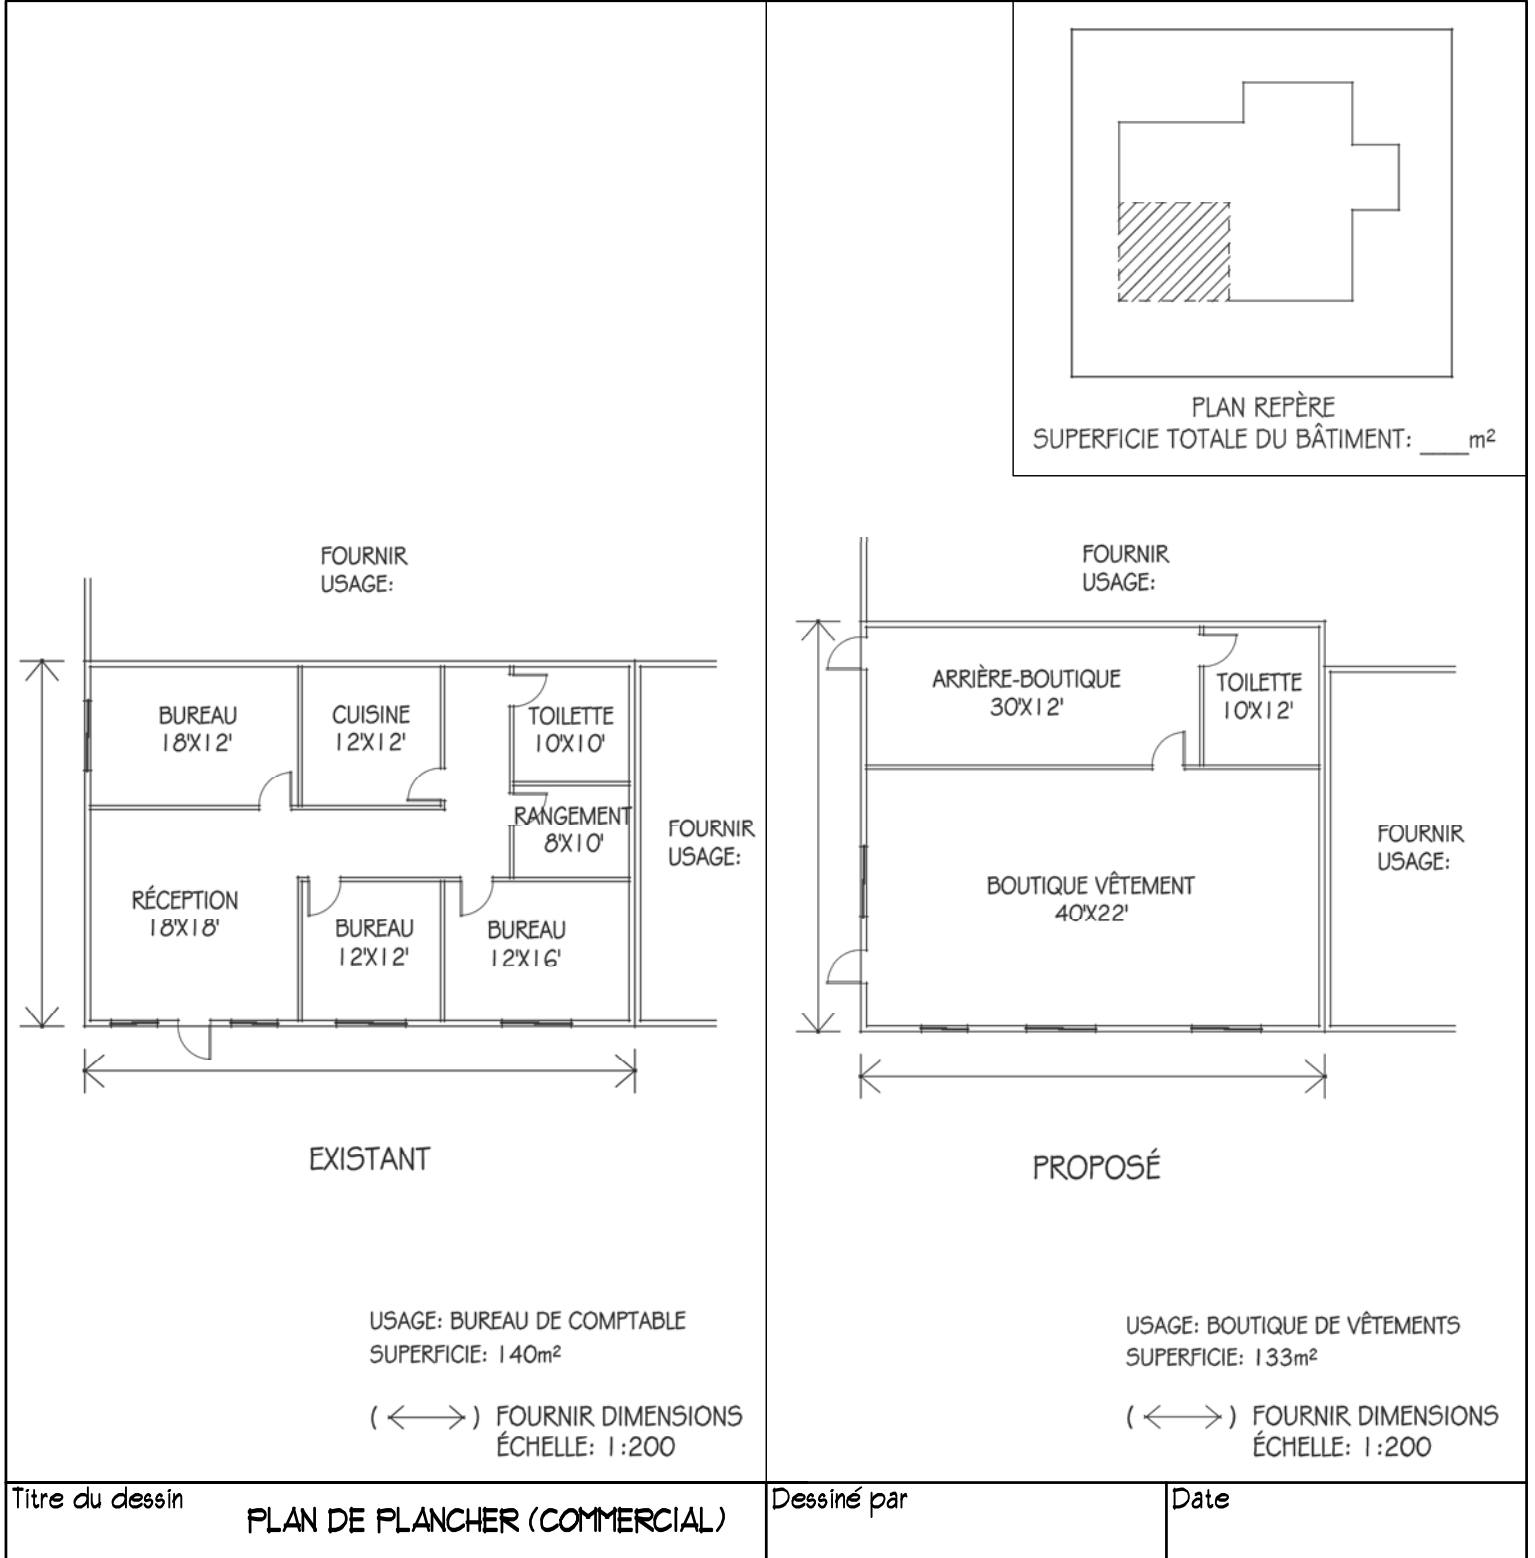 PLAN REPÈRE
SUPERFICIE TOTALE DU BÂTIMENT: ____m²
FOURNIR
USAGE:
BUREAU
18'X12'
CUISINE
12'X12'
TOILETTE
10'X10'
RANGEMENT
8'X10'
FOURNIR
USAGE:
RÉCEPTION
18'X18'
BUREAU
12'X12'
BUREAU
12'X16'
EXISTANT
USAGE: BUREAU DE COMPTABLE
SUPERFICIE: 140m²
( ) FOURNIR DIMENSIONS
ÉCHELLE: 1:200
FOURNIR
USAGE:
ARRIÈRE-BOUTIQUE
30'X12'
TOILETTE
10'X12'
FOURNIR
USAGE:
BOUTIQUE VÊTEMENT
40'X22'
PROPOSÉ
USAGE: BOUTIQUE DE VÊTEMENTS
SUPERFICIE: 133m²
( ) FOURNIR DIMENSIONS
ÉCHELLE: 1:200
Titre du dessin
PLAN DE PLANCHER (COMMERCIAL)
Dessiné par
Date